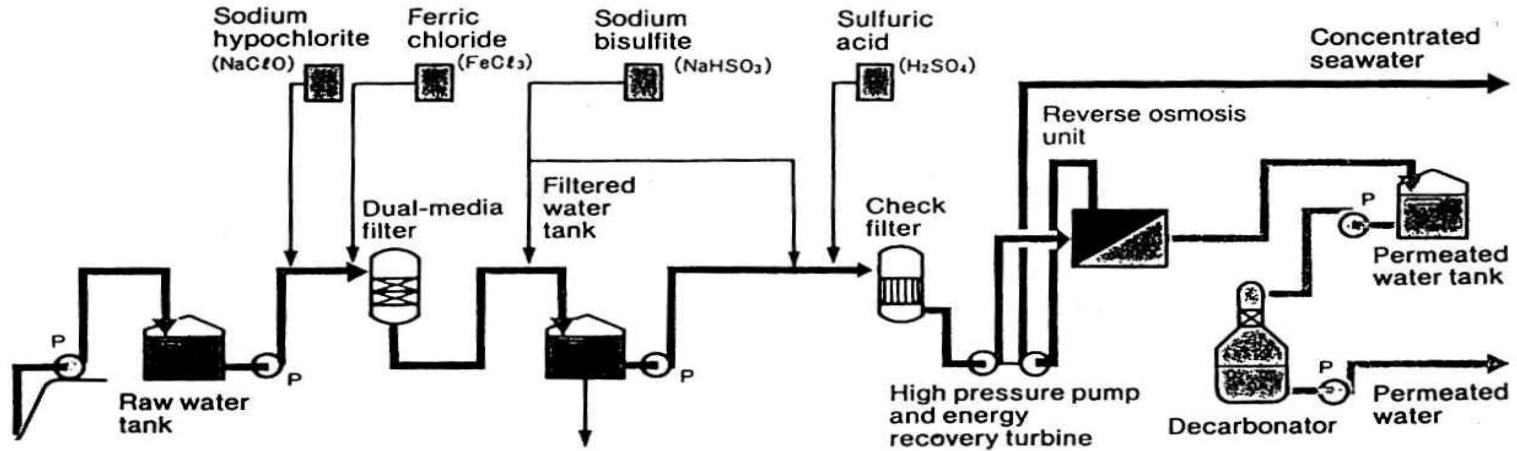 Sodium
hypochlorite
(NaCℓO)
Ferric
chloride
(FeCℓ₃)
Sodium
bisulfite
(NaHSO₃)
Sulfuric
acid
(H₂SO₄)
Concentrated
seawater
Reverse osmosis
unit
Dual-media
filter
Filtered
water
tank
Check
filter
P
Permeated
water tank
P
P
Raw water
tank
P
High pressure pump
and energy
recovery turbine
Decarbonator
P
Permeated
water